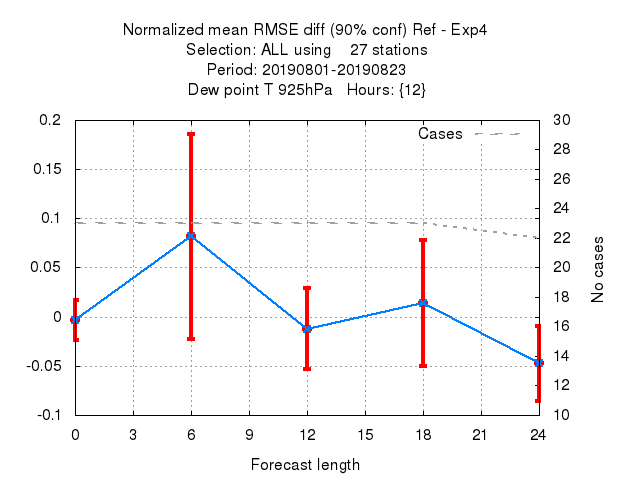 Normalized mean RMSE diff (90% conf) Ref - Exp4
Selection: ALL using    27 stations
Period: 20190801-20190823
Dew point T 925hPa   Hours: {12}
Cases
0.2
0.15
0.1
0.05
0
-0.05
-0.1
30
28
26
24
22
20
18
16
14
12
10
No cases
0 3 6 9 12 15 18 21 24
Forecast length